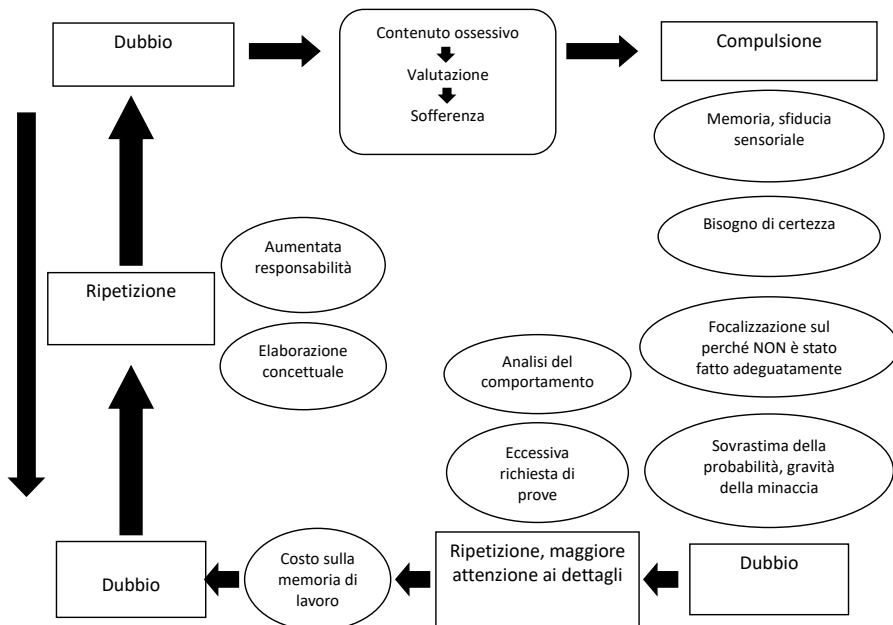 Dubbio
Contenuto ossessivo
Valutazione
Sofferenza
Compulsione
Memoria, sfiducia
sensoriale
Bisogno di certezza
Focalizzazione sul
perché NON è stato
fatto adeguatamente
Sovrastima della
probabilità, gravità
della minaccia
Aumentata
responsabilità
Ripetizione
Elaborazione
concettuale
Analisi del
comportamento
Eccessiva
richiesta di
prove
Dubbio
Ripetizione, maggiore
attenzione ai dettagli
Costo sulla
memoria di
lavoro
Dubbio